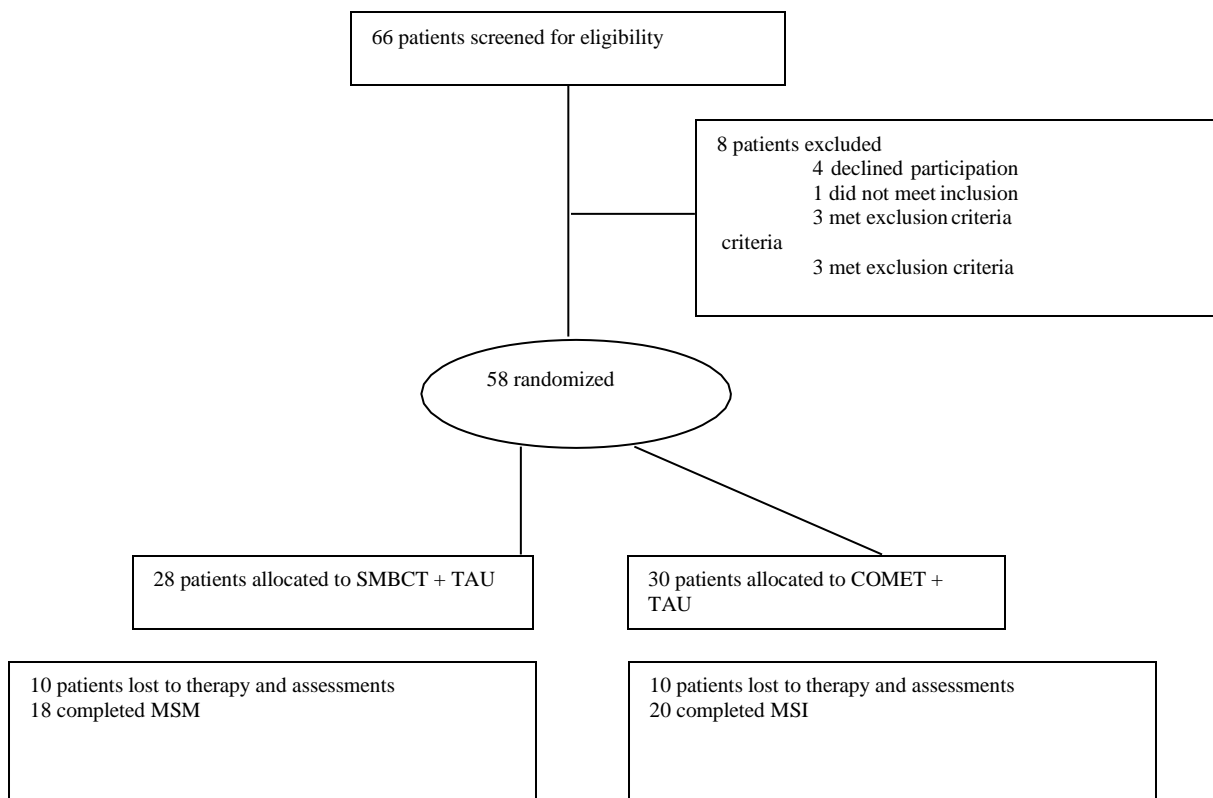 66 patients screened for eligibility
8 patients excluded
4 declined participation
1 did not meet inclusion
3 met exclusion criteria
criteria
3 met exclusion criteria
58 randomized
28 patients allocated to SMBCT + TAU
30 patients allocated to COMET +
TAU
10 patients lost to therapy and assessments
18 completed MSM
10 patients lost to therapy and assessments
20 completed MSI